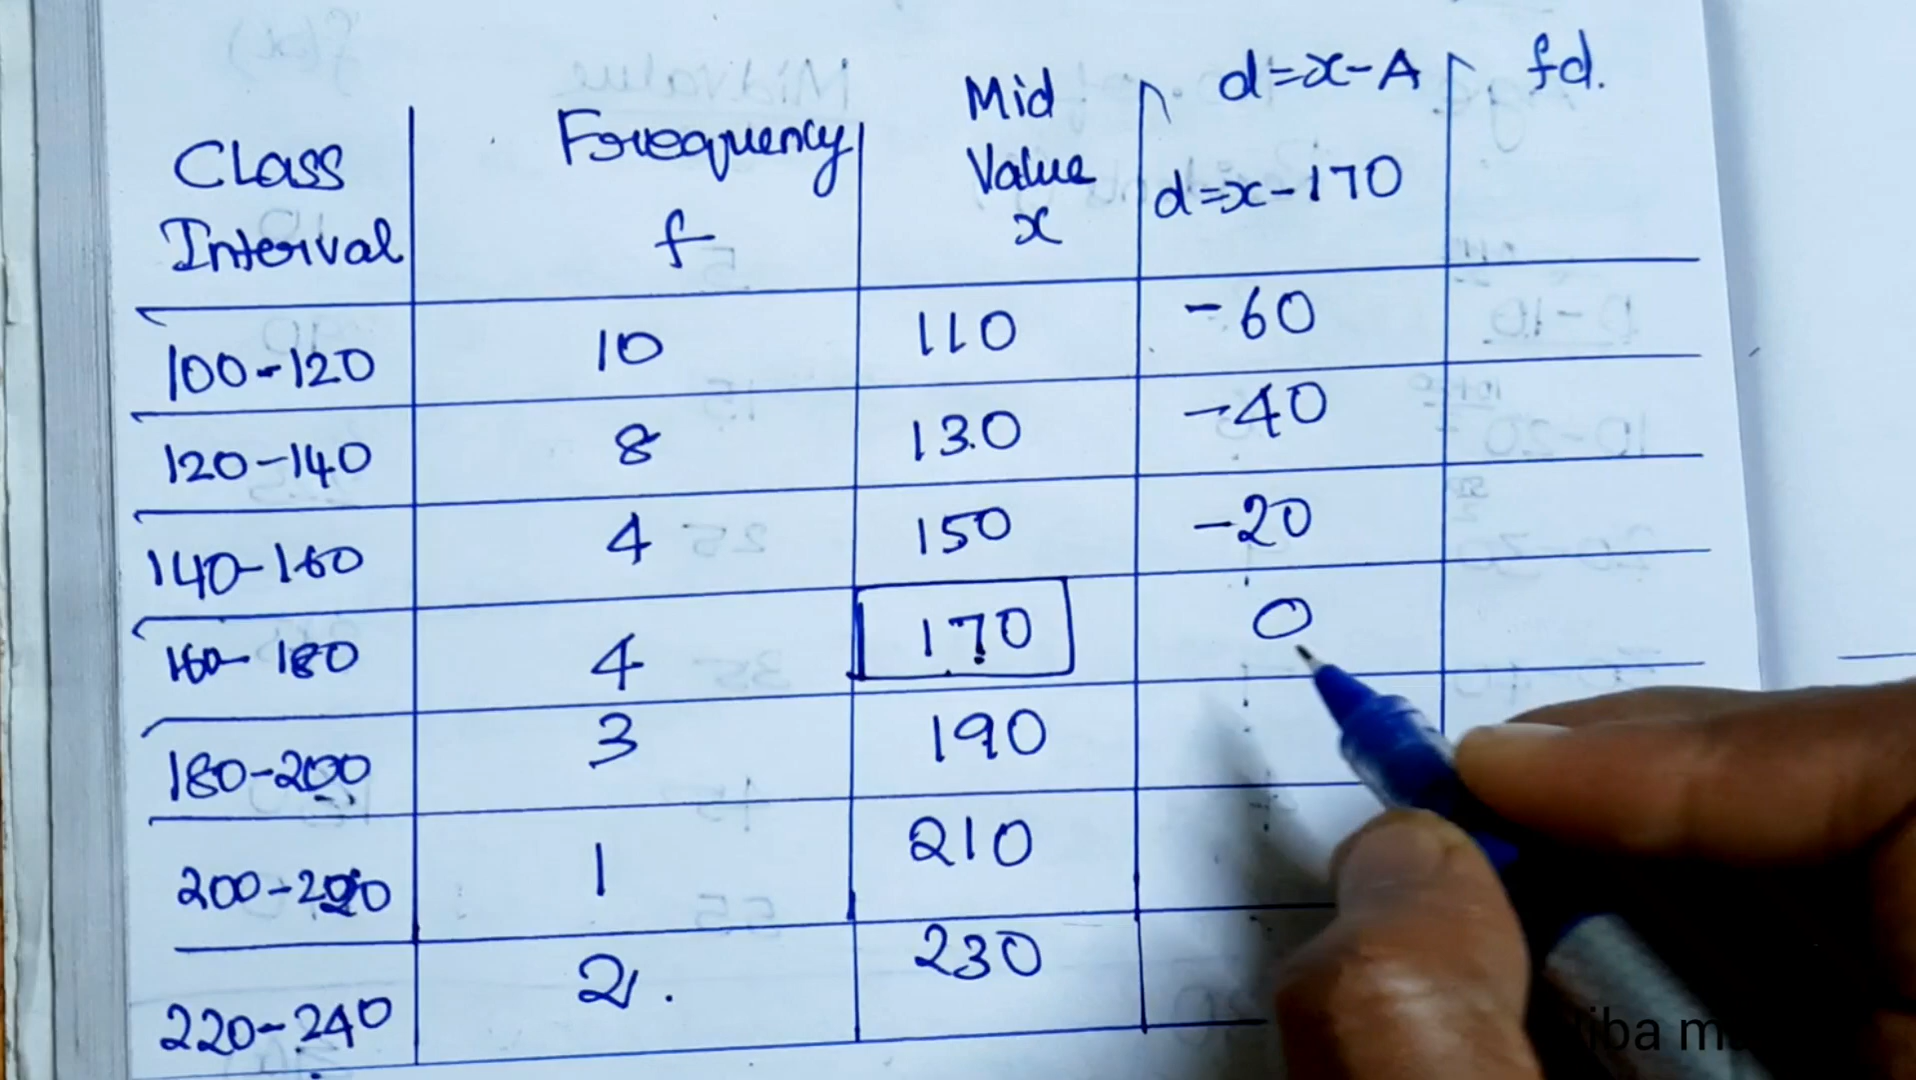 Class Interval	Frequency f	Mid Value x	d=x-A d=x-170	fd.
100-120	10	110	-60
120-140	8	130	-40
140-160	4	150	-20
160-180	4	170	0
180-200	3	190
200-220	1	210
220-240	2.	230
iba m